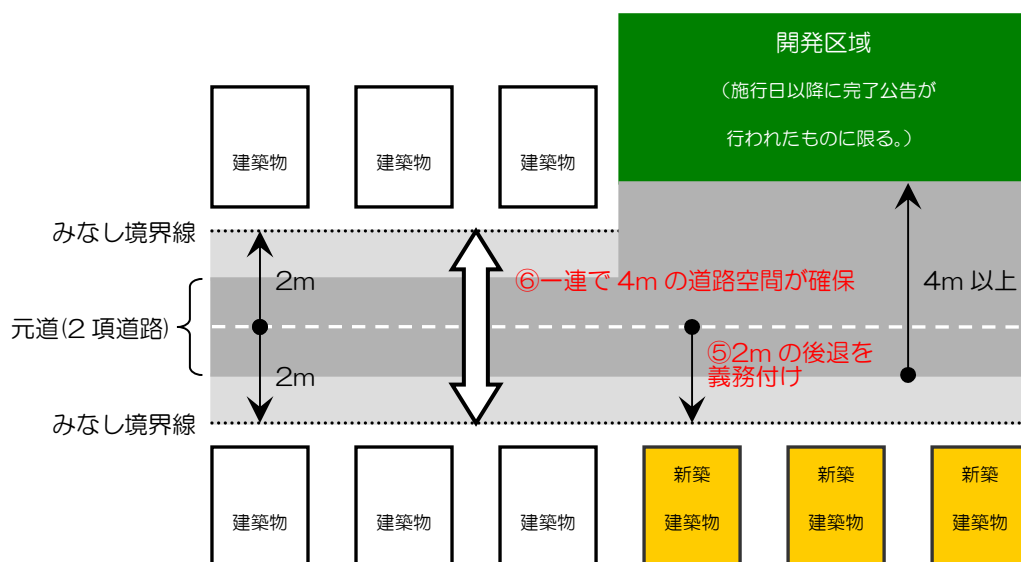 開発区域
（施行日以降に完了公告が
行われたものに限る。）
建築物
建築物
建築物
みなし境界線
2m
⑥一連で 4m の道路空間が確保
4m 以上
元道(2 項道路)
⑤2m の後退を
義務付け
2m
みなし境界線
建築物
建築物
建築物
新築
建築物
新築
建築物
新築
建築物